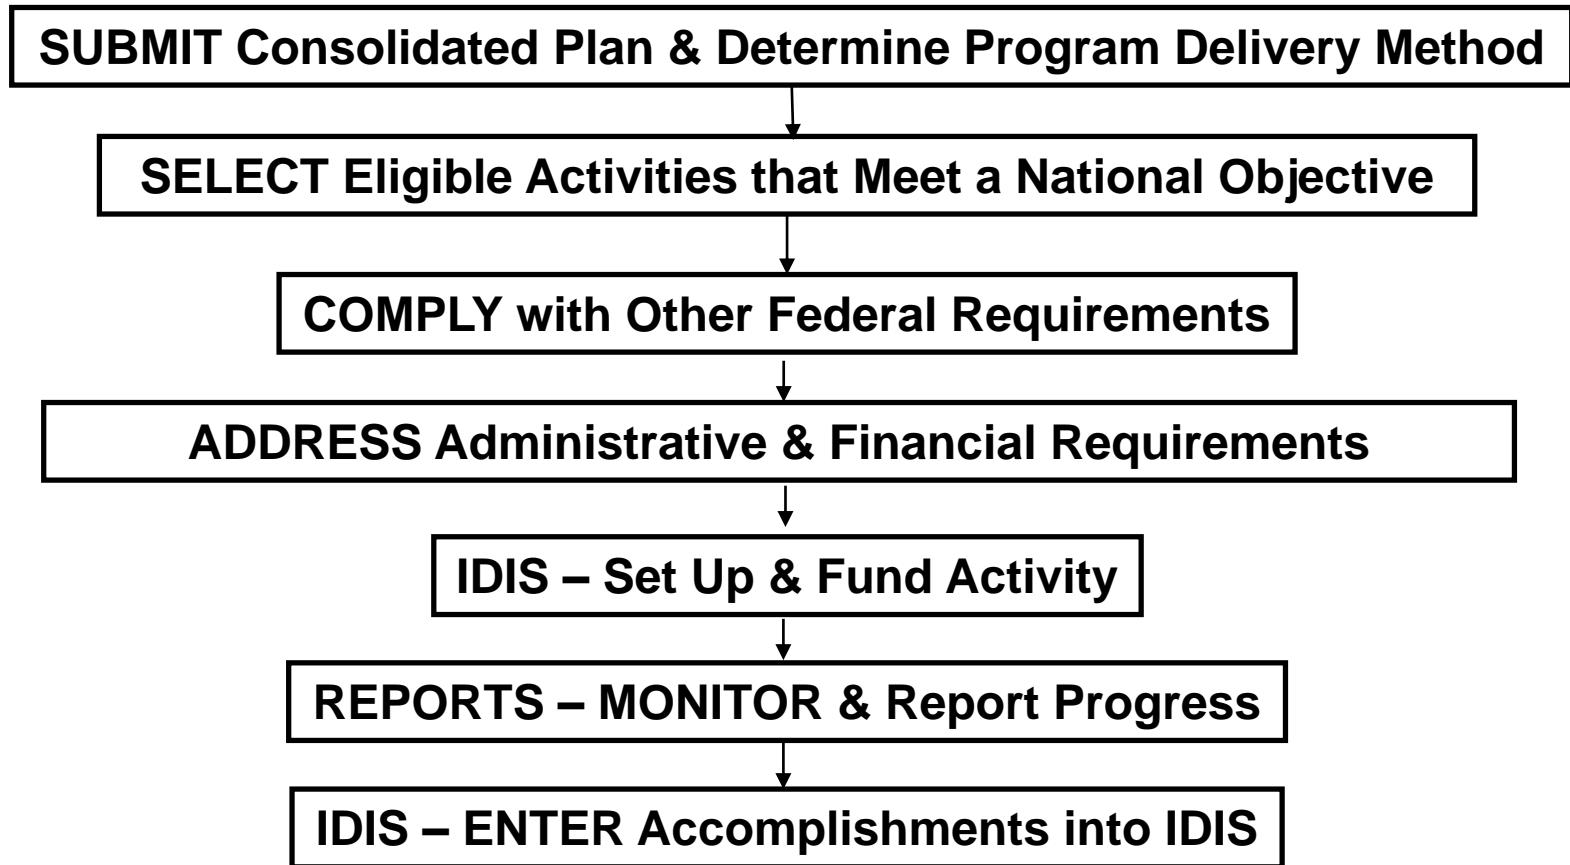 SUBMIT Consolidated Plan & Determine Program Delivery Method
SELECT Eligible Activities that Meet a National Objective
COMPLY with Other Federal Requirements
ADDRESS Administrative & Financial Requirements
IDIS – Set Up & Fund Activity
REPORTS – MONITOR & Report Progress
IDIS – ENTER Accomplishments into IDIS